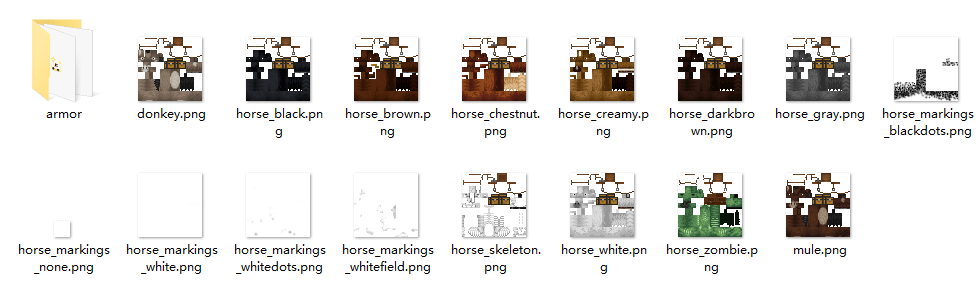 armor
donkey.png
horse_black.pn
g
horse_brown.p
ng
horse_chestnut.
png
horse_creamy.p
ng
horse_darkbro
wn.png
horse_gray.png
horse_markings
_blackdots.png
horse_markings
_none.png
horse_markings
_white.png
horse_markings
_whitedots.png
horse_markings
_whitefield.png
horse_skeleton.
png
horse_white.pn
g
horse_zombie.p
ng
mule.png